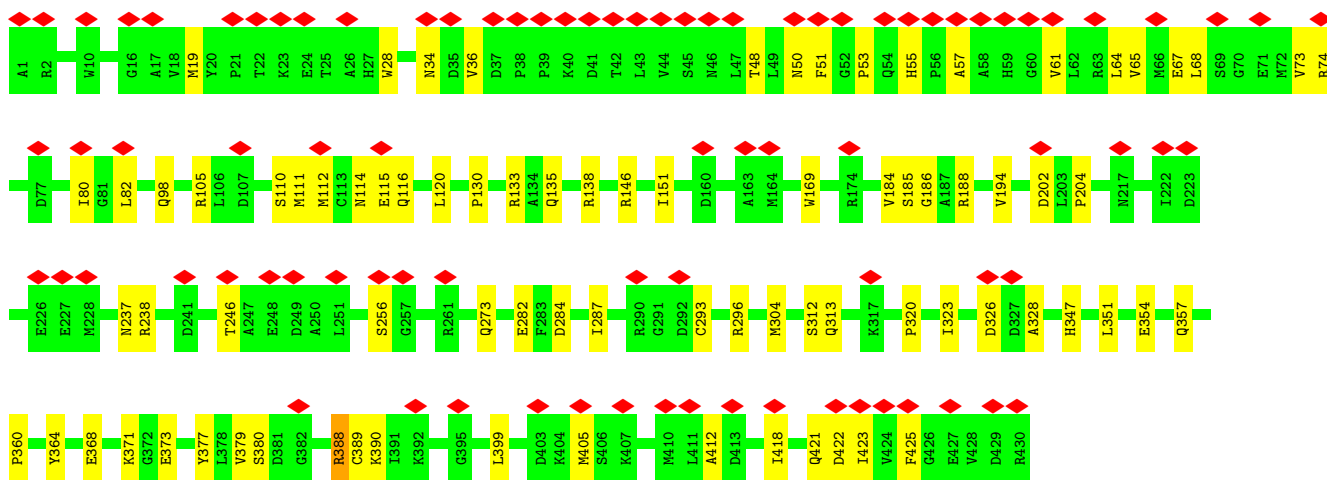 A1 R2 W10 G16 A17 V18 M19 Y20 P21 T22 K23 E24 T25 A26 H27 W28 N34 D35 V36 D37 P38 P39 K40 D41 T42 L43 V44 S45 N46 L47 T48 L49 N50 F51 G52 P53 Q54 H55 P56 A57 A58 H59 G60 V61 L62 R63 L64 V65 M66 E67 L68 S69 G70 E71 M72 V73 R74
D77 I80 G81 L82 Q98 R105 L106 D107 S110 M111 M112 C113 N114 E115 Q116 L120 P130 R133 A134 Q135 R138 R146 I151 D160 A163 M164 W169 R174 V184 S185 G186 A187 R188 V194 D202 L203 P204 N217 I222 D223
E226 E227 M228 N237 R238 D241 T246 A247 E248 D249 A250 L251 S256 G257 R261 Q273 E282 F283 D284 I287 R290 G291 D292 C293 R296 M304 S312 Q313 K317 P320 I323 D326 D327 A328 H347 L351 E354 Q357
P360 Y364 E368 K371 G372 E373 Y377 L378 V379 S380 D381 G382 R388 C389 K390 I391 K392 G395 L399 D403 K404 M405 S406 K407 M410 L411 A412 D413 I418 Q421 D422 I423 V424 F425 G426 E427 V428 D429 R430